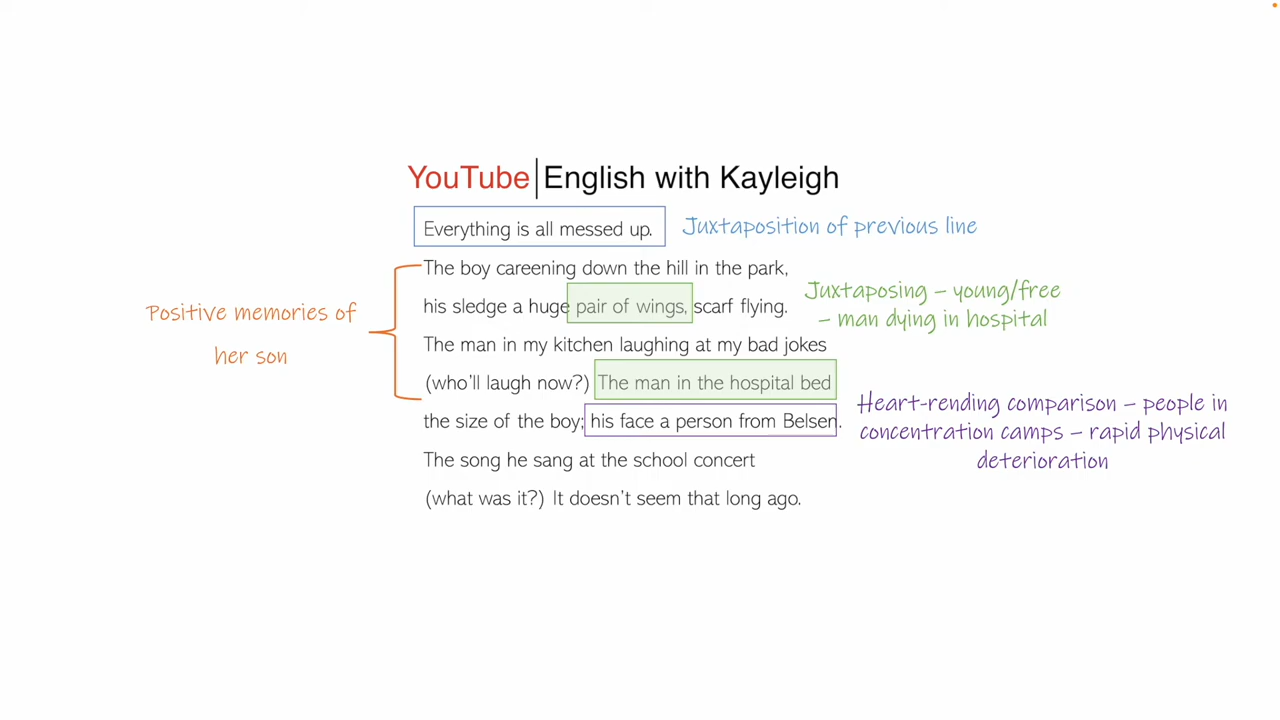 YouTube | English with Kayleigh
Everything is all messed up.
Juxtaposition of previous line
The boy careening down the hill in the park,
his sledge a huge pair of wings, scarf flying.
The man in my kitchen laughing at my bad jokes
(who'll laugh now?) The man in the hospital bed
the size of the boy; his face a person from Belsen.
The song he sang at the school concert
(what was it?) It doesn't seem that long ago.
Positive memories of
her son
Juxtaposing – young/free
– man dying in hospital
Heart-rending comparison – people in
concentration camps – rapid physical
deterioration